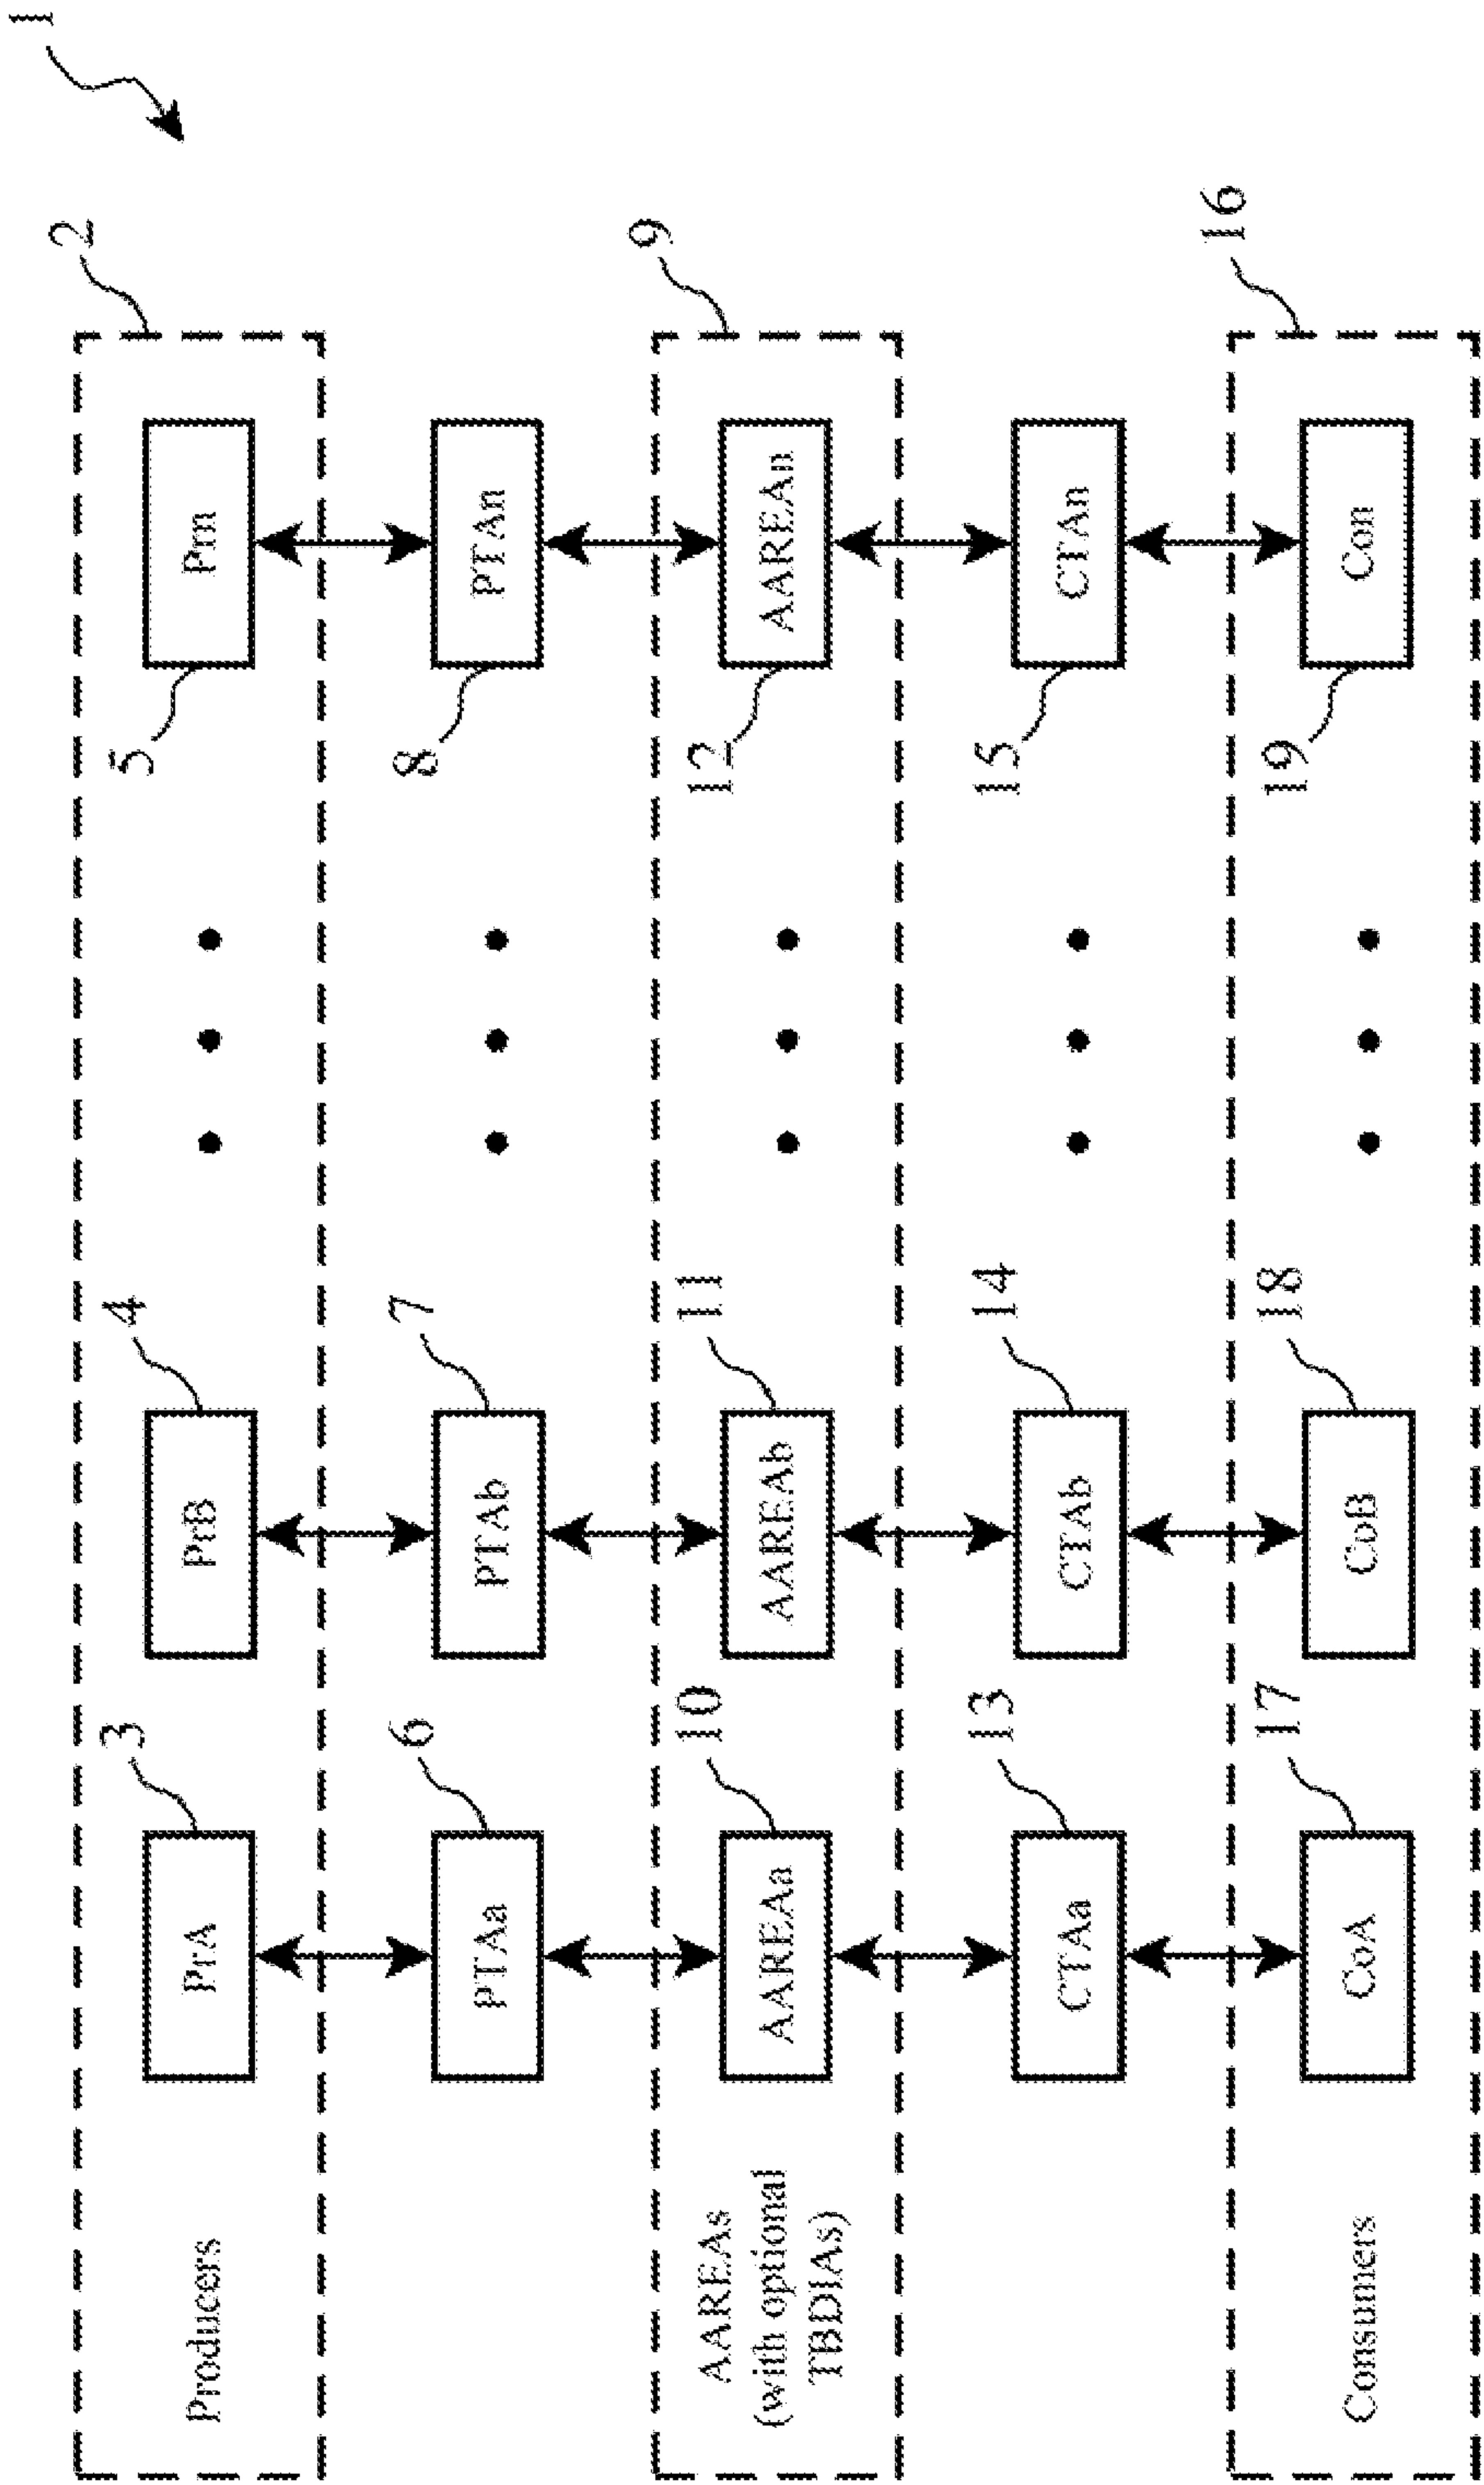 1
2
3
4
5
Producers
PrA
PrB
Prn
6
7
8
PTAa
PTAb
PTAn
9
10
11
12
AAREAs
(with optional
TBDIAs)
AAREAa
AAREAb
AAREAn
13
14
15
CTAa
CTAb
CTAn
16
17
18
19
Consumers
CoA
CoB
Con